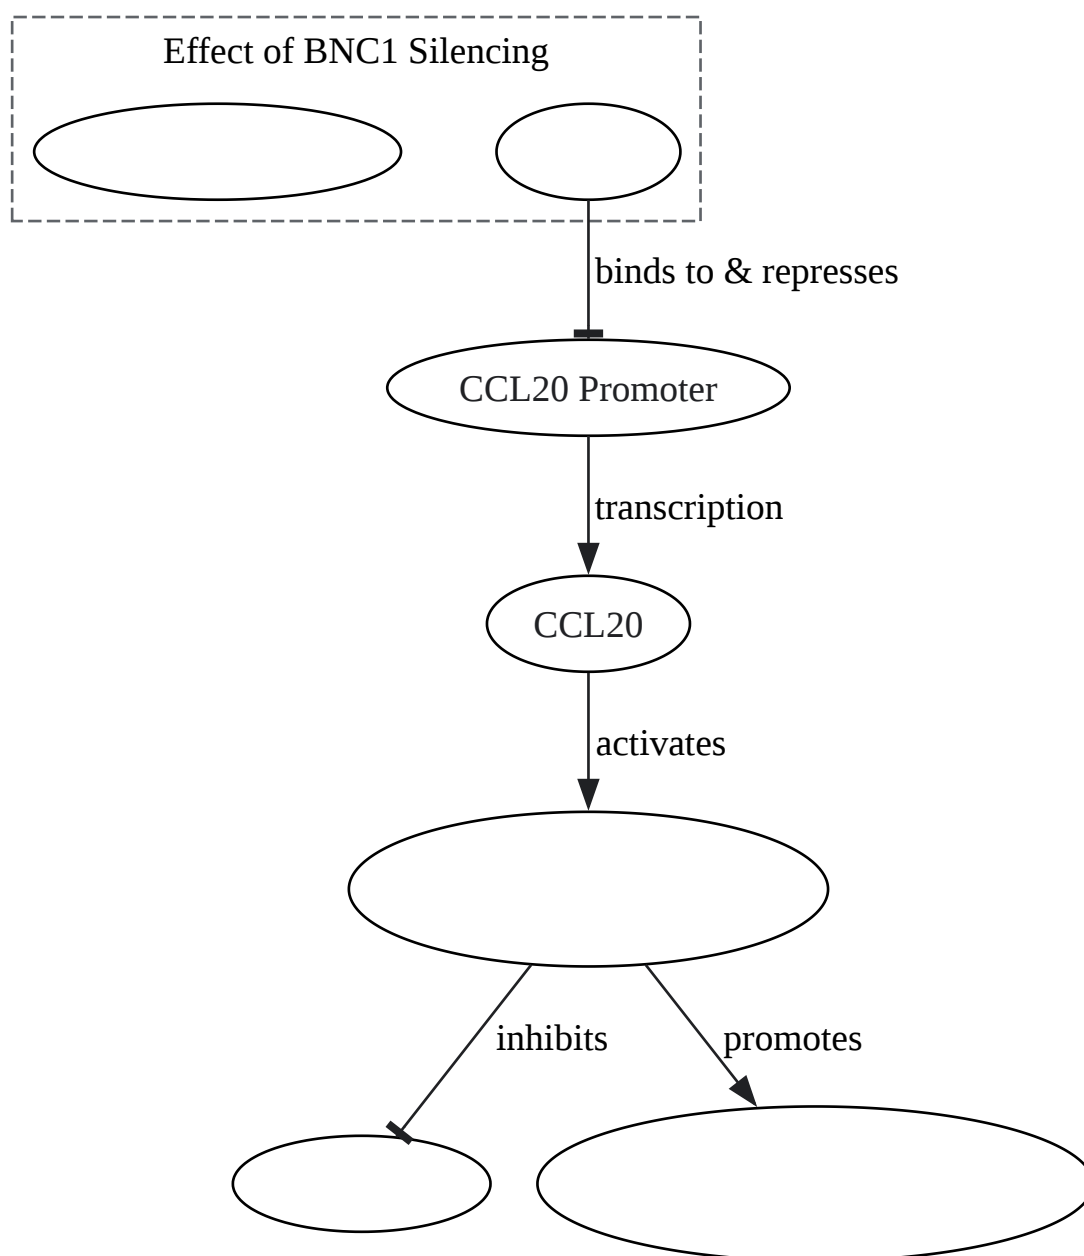 Effect of BNC1 Silencing
binds to & represses
CCL20 Promoter
transcription
CCL20
activates
inhibits
promotes